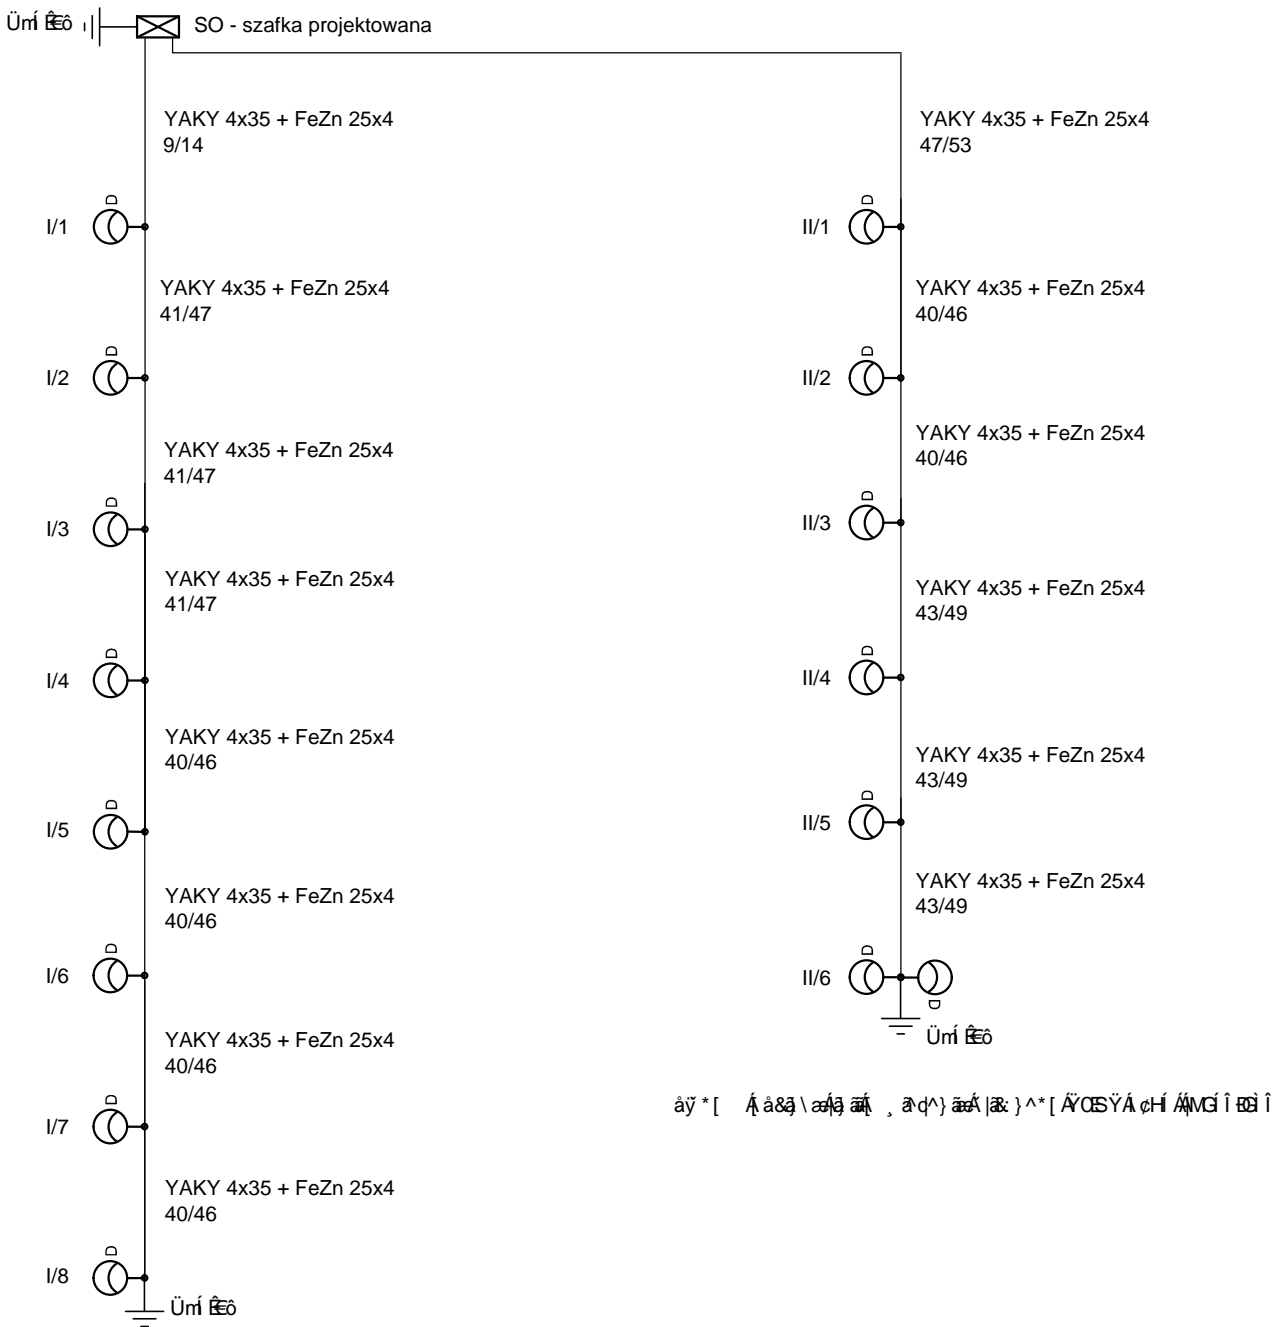 SO - szafka projektowana
YAKY 4x35 + FeZn 25x4
9/14
I/1
YAKY 4x35 + FeZn 25x4
41/47
I/2
YAKY 4x35 + FeZn 25x4
41/47
I/3
YAKY 4x35 + FeZn 25x4
41/47
I/4
YAKY 4x35 + FeZn 25x4
40/46
I/5
YAKY 4x35 + FeZn 25x4
40/46
I/6
YAKY 4x35 + FeZn 25x4
40/46
I/7
YAKY 4x35 + FeZn 25x4
40/46
I/8
YAKY 4x35 + FeZn 25x4
47/53
II/1
YAKY 4x35 + FeZn 25x4
40/46
II/2
YAKY 4x35 + FeZn 25x4
40/46
II/3
YAKY 4x35 + FeZn 25x4
43/49
II/4
YAKY 4x35 + FeZn 25x4
43/49
II/5
YAKY 4x35 + FeZn 25x4
43/49
II/6